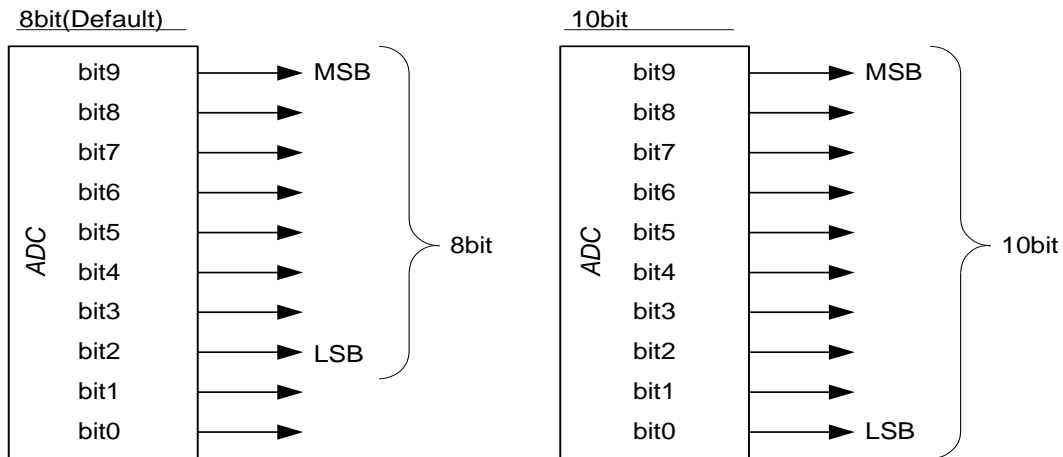 8bit(Default)
bit9 MSB
bit8
bit7
bit6
bit5
bit4
bit3
bit2 LSB
bit1
bit0
ADC
8bit
10bit
bit9 MSB
bit8
bit7
bit6
bit5
bit4
bit3
bit2
bit1
bit0 LSB
ADC
10bit